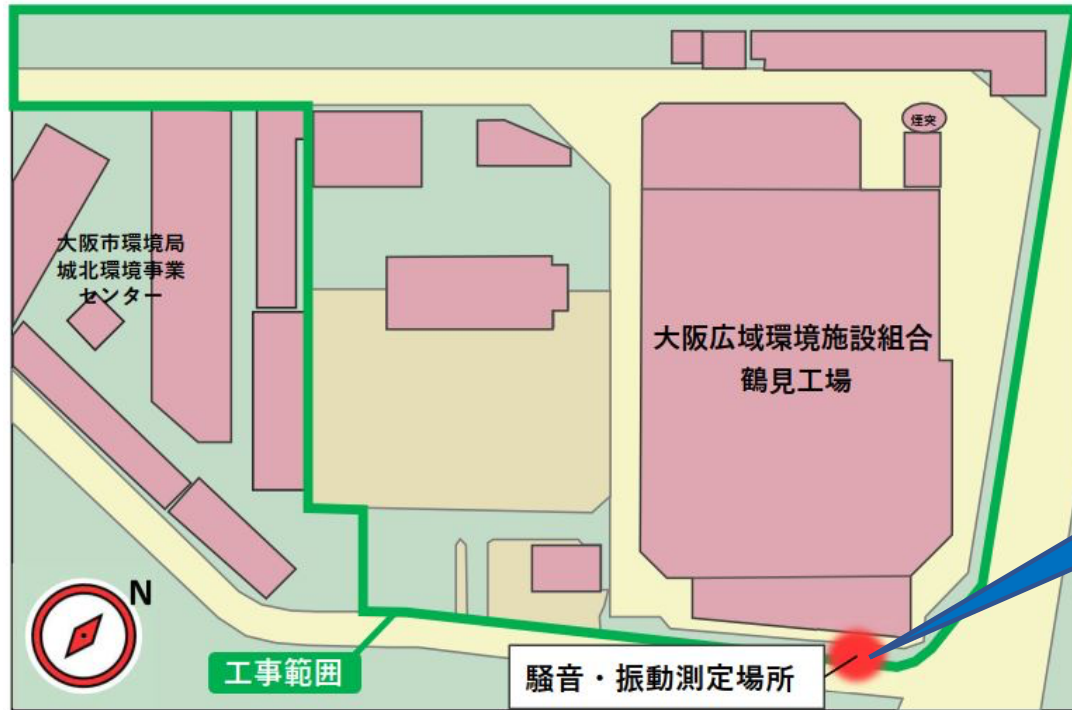 煙突
大阪市環境局
城北環境事業
センター
大阪広域環境施設組合
鶴見工場
N
工事範囲
騒音・振動測定場所